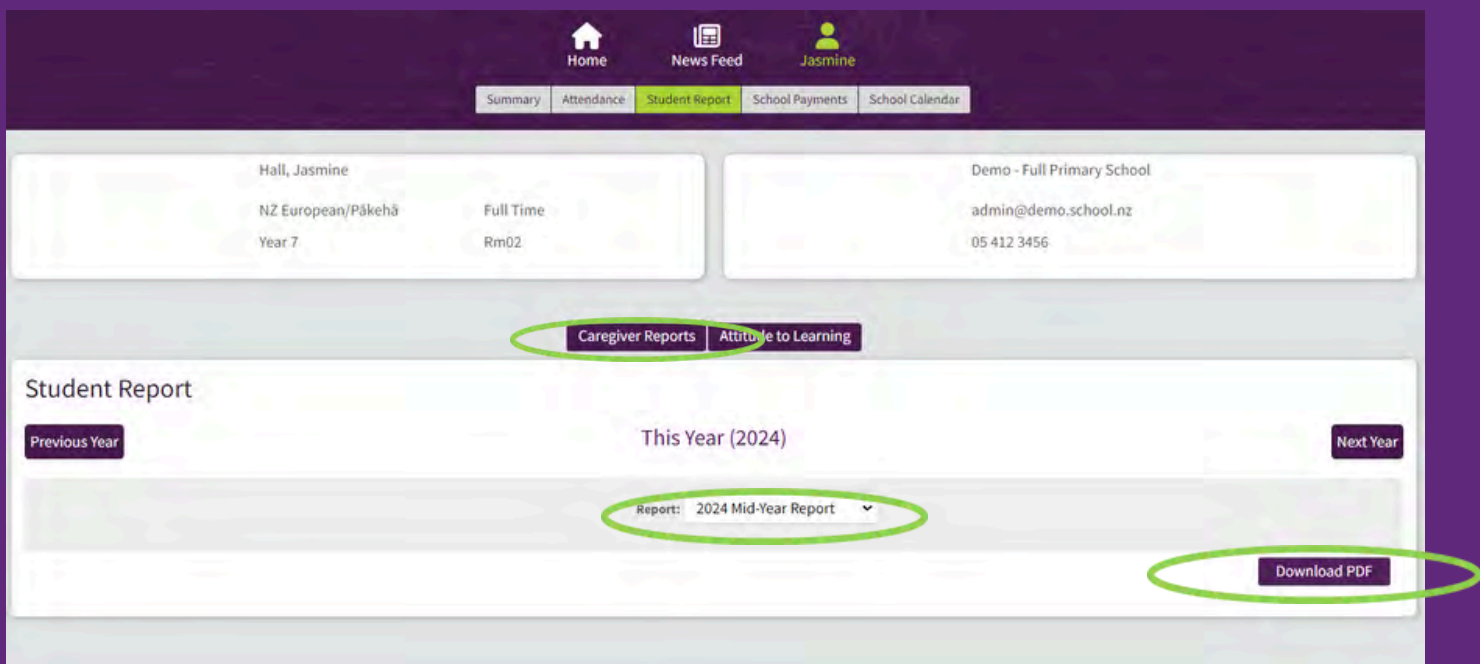 Home News Feed Jasmine
Summary Attendance Student Report School Payments School Calendar
Hall, Jasmine
NZ European/Pākehā Full Time
Year 7 Rm02
Demo - Full Primary School
admin@demo.school.nz
05 412 3456
Caregiver Reports Attitude to Learning
Student Report
Previous Year This Year (2024) Next Year
Report: 2024 Mid-Year Report
Download PDF